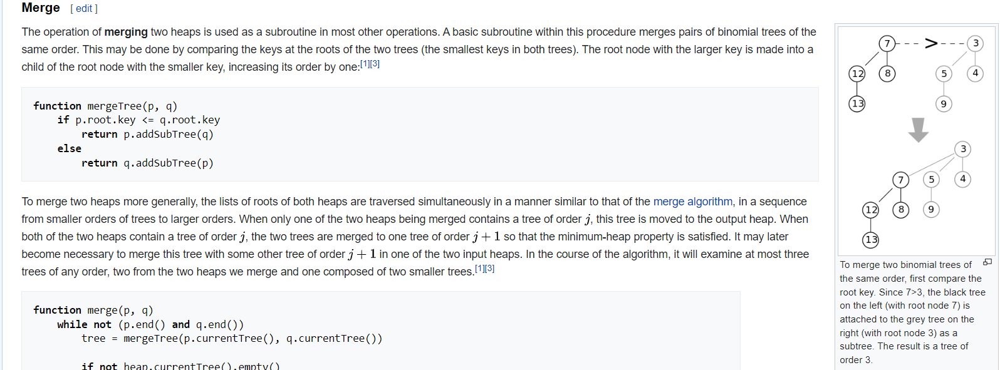 Merge [ edit ]
The operation of merging two heaps is used as a subroutine in most other operations. A basic subroutine within this procedure merges pairs of binomial trees of the
same order. This may be done by comparing the keys at the roots of the two trees (the smallest keys in both trees). The root node with the larger key is made into a
child of the root node with the smaller key, increasing its order by one:[1][3]
function mergeTree(p, q)
    if p.root.key <= q.root.key
        return p.addSubTree(q)
    else
        return q.addSubTree(p)
To merge two heaps more generally, the lists of roots of both heaps are traversed simultaneously in a manner similar to that of the merge algorithm, in a sequence
from smaller orders of trees to larger orders. When only one of the two heaps being merged contains a tree of order j, this tree is moved to the output heap. When
both of the two heaps contain a tree of order j, the two trees are merged to one tree of order j + 1 so that the minimum-heap property is satisfied. It may later
become necessary to merge this tree with some other tree of order j + 1 in one of the two input heaps. In the course of the algorithm, it will examine at most three
trees of any order, two from the two heaps we merge and one composed of two smaller trees.[1][3]
function merge(p, q)
    while not (p.end() and q.end())
        tree = mergeTree(p.currentTree(), q.currentTree())
        if not heap.currentTree().empty()
7 > 3
12 8 5 4
13 9
3
7 5 4
12 8 9
13
To merge two binomial trees of
the same order, first compare the
root key. Since 7>3, the black tree
on the left (with root node 7) is
attached to the grey tree on the
right (with root node 3) as a
subtree. The result is a tree of
order 3.